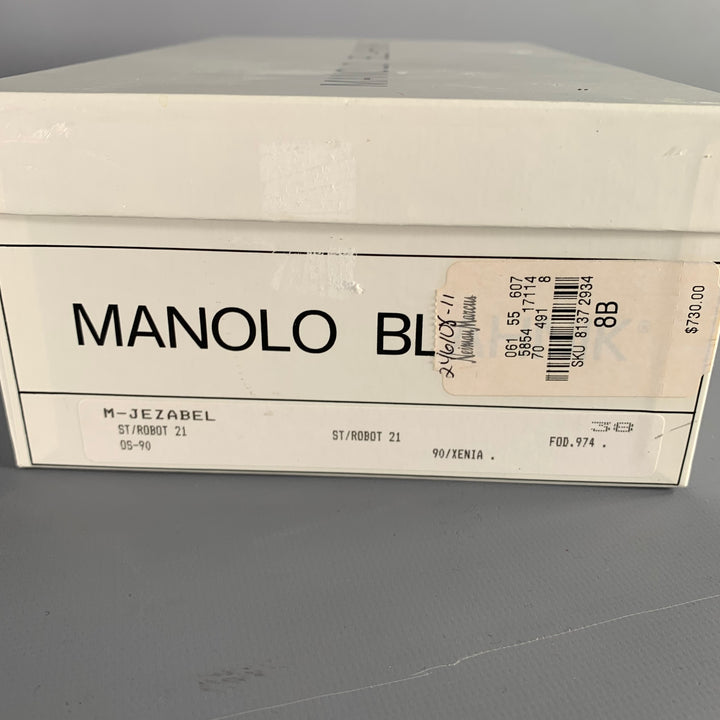 MANOLO BL
M-JEZABEL
ST/ROBOT 21 ST/ROBOT 21
OS-90
90/XENIA .
FOD.974 .
38
Neiman Marcus
061 55 607
5854 17114 8
70 491
SKU 8137 2934
8B
$730.00